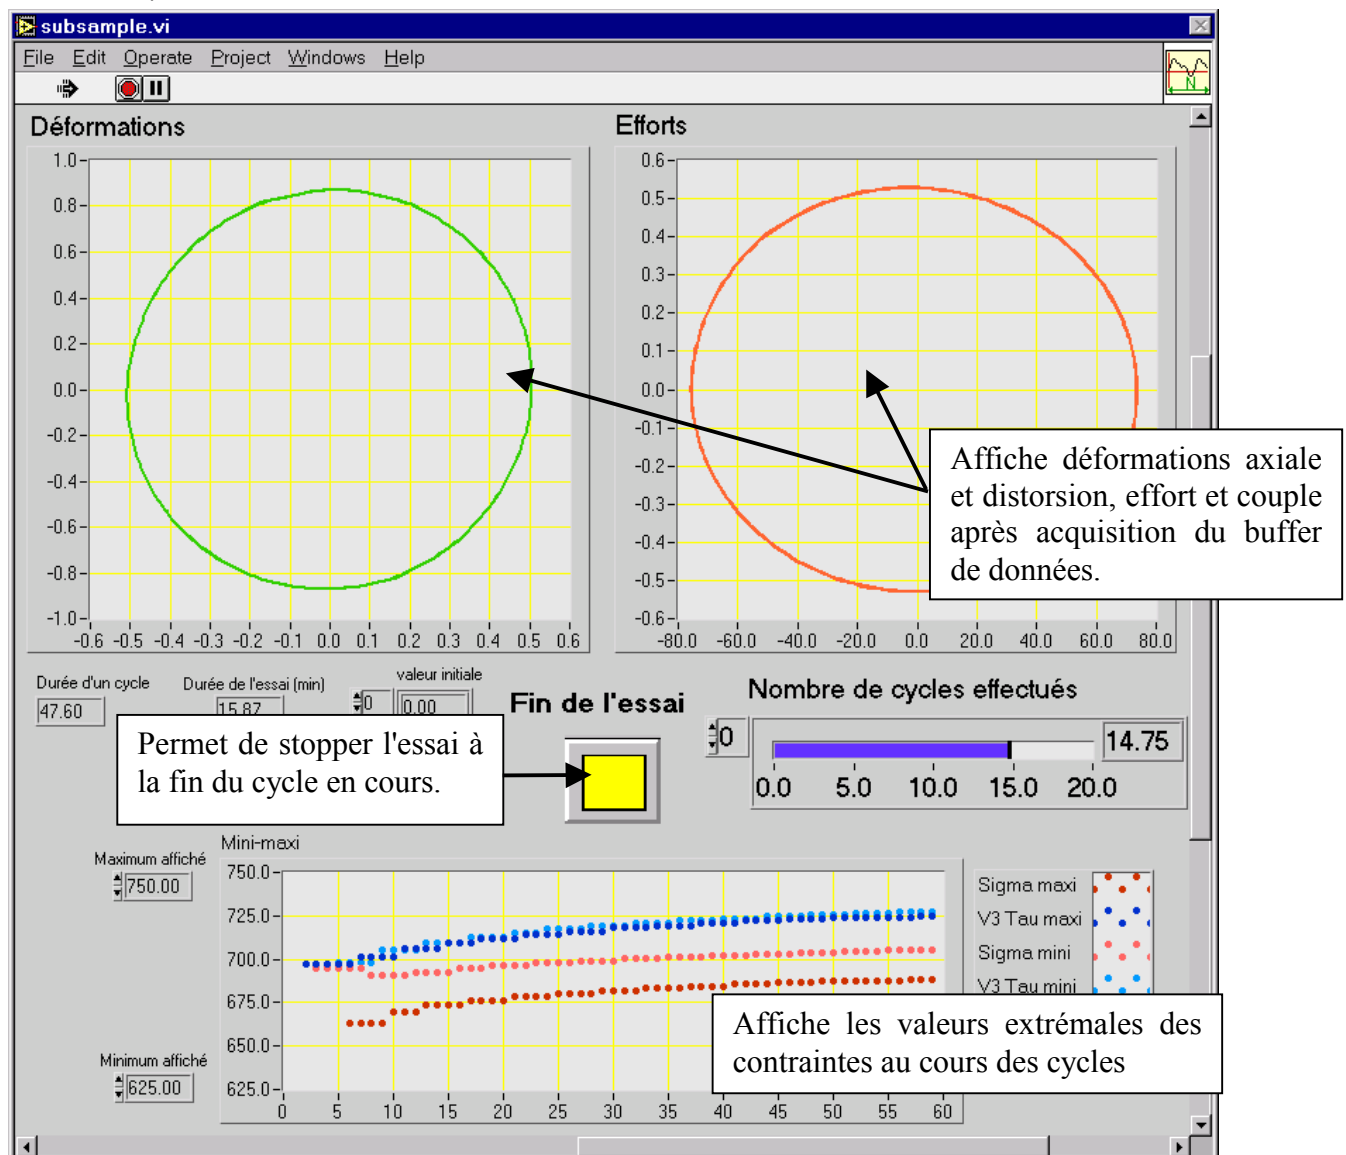 subsample.vi
File Edit Operate Project Windows Help
N
Déformations
Efforts
1.0
0.8
0.6
0.4
0.2
0.0
-0.2
-0.4
-0.6
-0.8
-1.0
-0.6 -0.5 -0.4 -0.3 -0.2 -0.1 0.0 0.1 0.2 0.3 0.4 0.5 0.6
0.6
0.5
0.4
0.3
0.2
0.1
0.0
-0.1
-0.2
-0.3
-0.4
-0.5
-0.6
-80.0 -60.0 -40.0 -20.0 0.0 20.0 40.0 60.0 80.0
Affiche déformations axiale
et distorsion, effort et couple
après acquisition du buffer
de données.
Durée d'un cycle
47.60
Durée de l'essai (min)
15.87
valeur initiale
0
0.00
Fin de l'essai
Nombre de cycles effectués
0
14.75
0.0 5.0 10.0 15.0 20.0
Permet de stopper l'essai à
la fin du cycle en cours.
Mini-maxi
Maximum affiché
750.00
Minimum affiché
625.00
750.0
725.0
700.0
675.0
650.0
625.0
0 5 10 15 20 25 30 35 40 45 50 55 60
Sigma maxi
V3 Tau maxi
Sigma mini
V3 Tau mini
Affiche les valeurs extrémales des
contraintes au cours des cycles